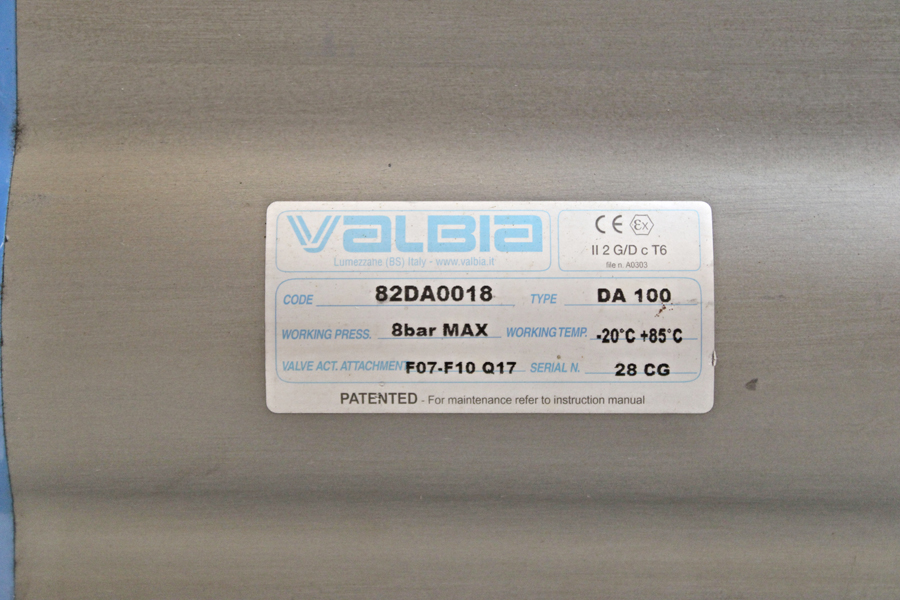 VALBIA
Lumezzane (BS) Italy - www.valbia.it
CE Ex
II 2 G/D c T6
file n. A0303
CODE 82DA0018 TYPE DA 100
WORKING PRESS. 8bar MAX WORKING TEMP. -20°C +85°C
VALVE ACT. ATTACHMENT F07-F10 Q17 SERIAL N. 28 CG
PATENTED - For maintenance refer to instruction manual